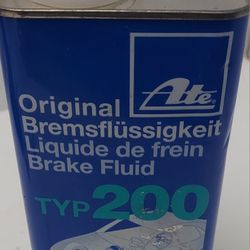 Ate
Original
Bremsflüssigkeit
Liquide de frein
Brake Fluid
TYP 200